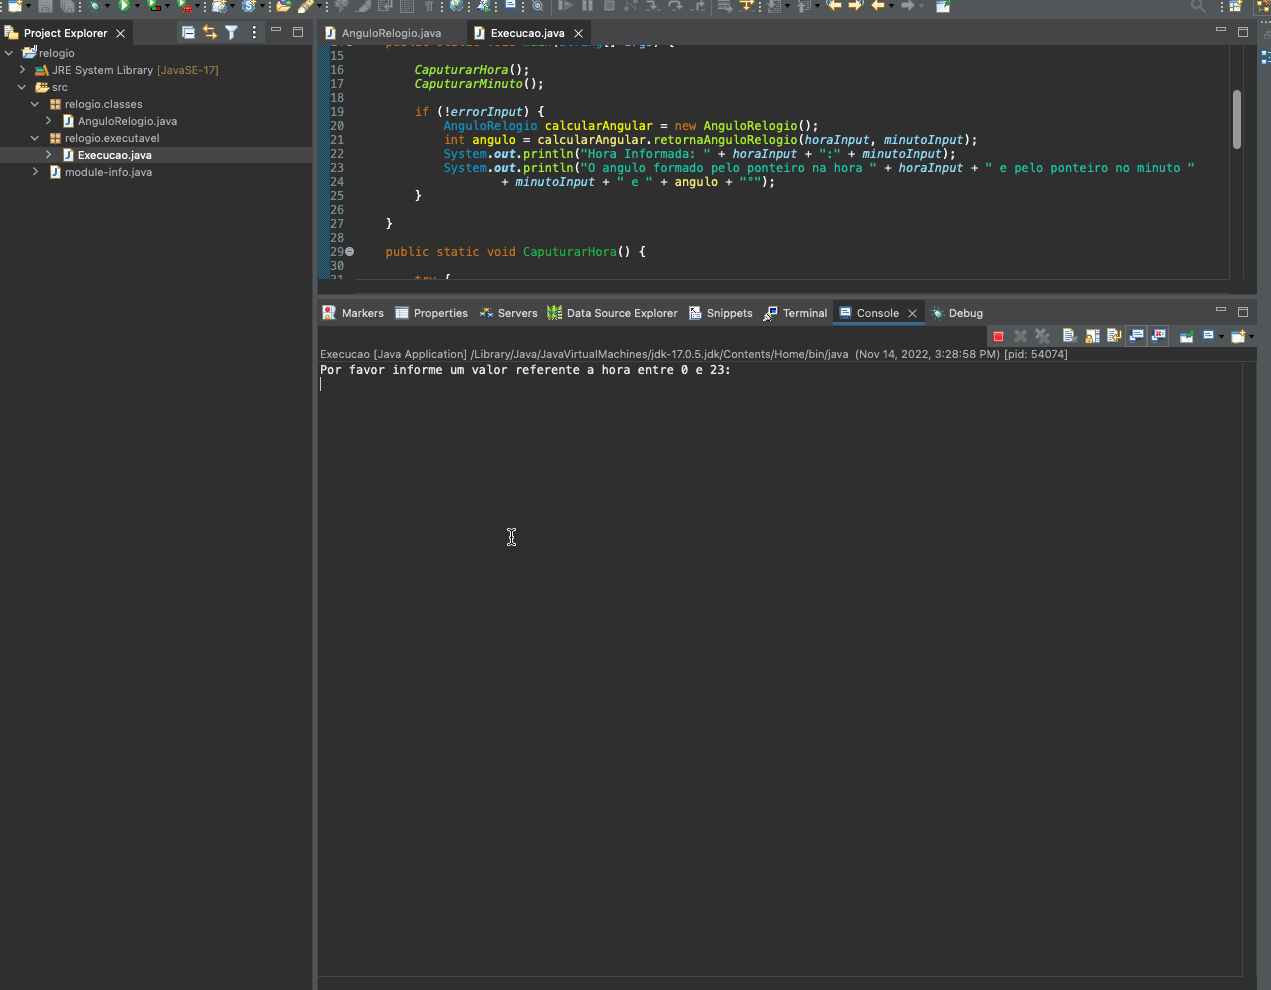 Project Explorer
relogio
JRE System Library [JavaSE-17]
src
relogio.classes
AnguloRelogio.java
relogio.executavel
Execucao.java
module-info.java
AnguloRelogio.java
Execucao.java
15
16 CaputurarHora();
17 CaputurarMinuto();
18
19 if (!errorInput) {
20 AnguloRelogio calcularAngular = new AnguloRelogio();
21 int angulo = calcularAngular.retornaAnguloRelogio(horaInput, minutoInput);
22 System.out.println("Hora Informada: " + horaInput + ":" + minutoInput);
23 System.out.println("O angulo formado pelo ponteiro na hora " + horaInput + " e pelo ponteiro no minuto "
24 + minutoInput + " e " + angulo + "°");
25 }
26
27 }
28
29 public static void CaputurarHora() {
30
31 try {
Markers
Properties
Servers
Data Source Explorer
Snippets
Terminal
Console
Debug
Execucao [Java Application] /Library/Java/JavaVirtualMachines/jdk-17.0.5.jdk/Contents/Home/bin/java (Nov 14, 2022, 3:28:58 PM) [pid: 54074]
Por favor informe um valor referente a hora entre 0 e 23: